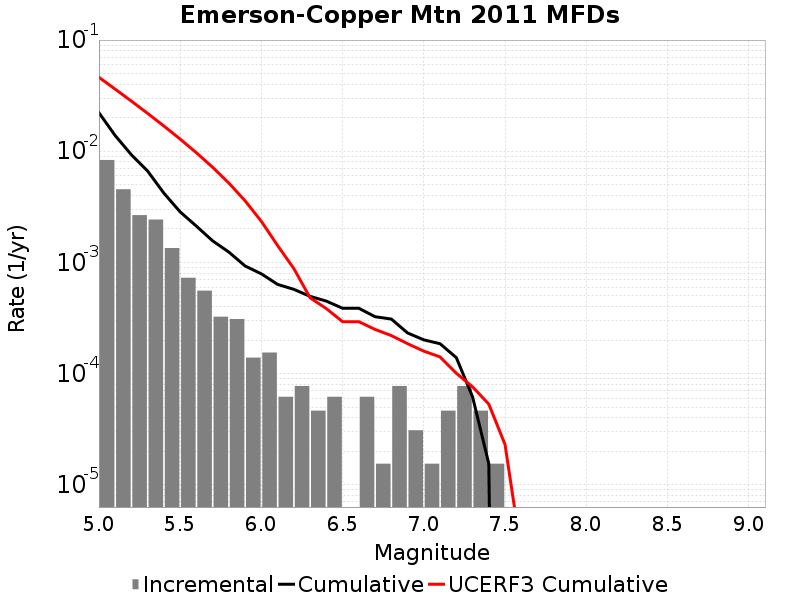 Emerson-Copper Mtn 2011 MFDs
Rate (1/yr)
10-1
10-2
10-3
10-4
10-5
5.0 5.5 6.0 6.5 7.0 7.5 8.0 8.5 9.0
Magnitude
Incremental Cumulative UCERF3 Cumulative